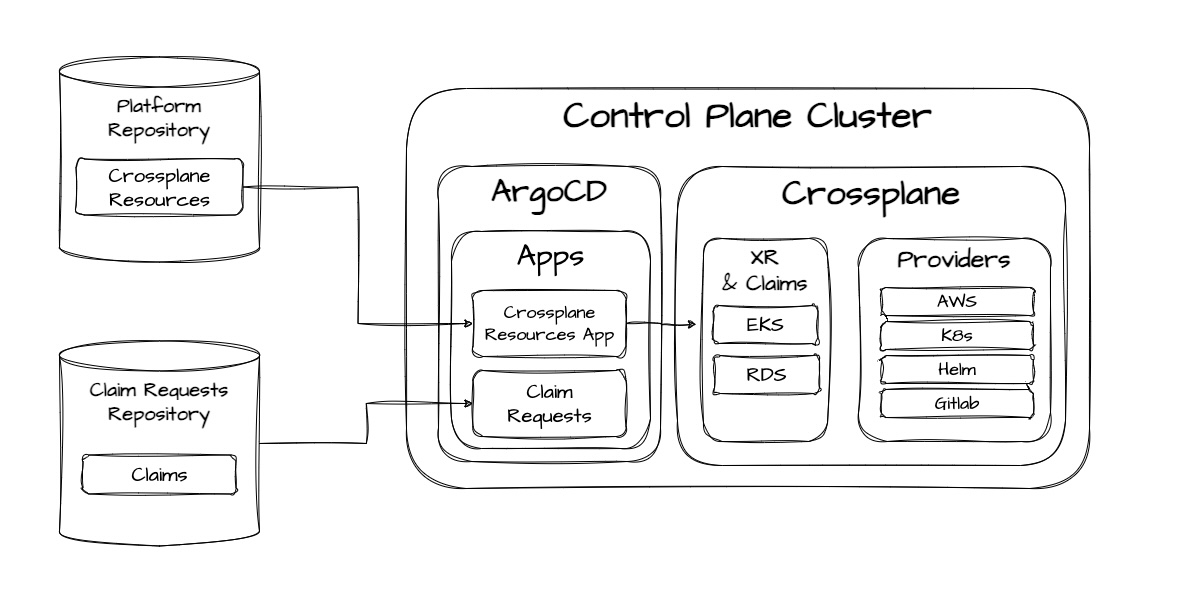 Platform
Repository
Crossplane
Resources
Claim Requests
Repository
Claims
Control Plane Cluster
ArgoCD
Apps
Crossplane
Resources App
Claim
Requests
Crossplane
XR
& Claims
EKS
RDS
Providers
AWS
K8s
Helm
Gitlab